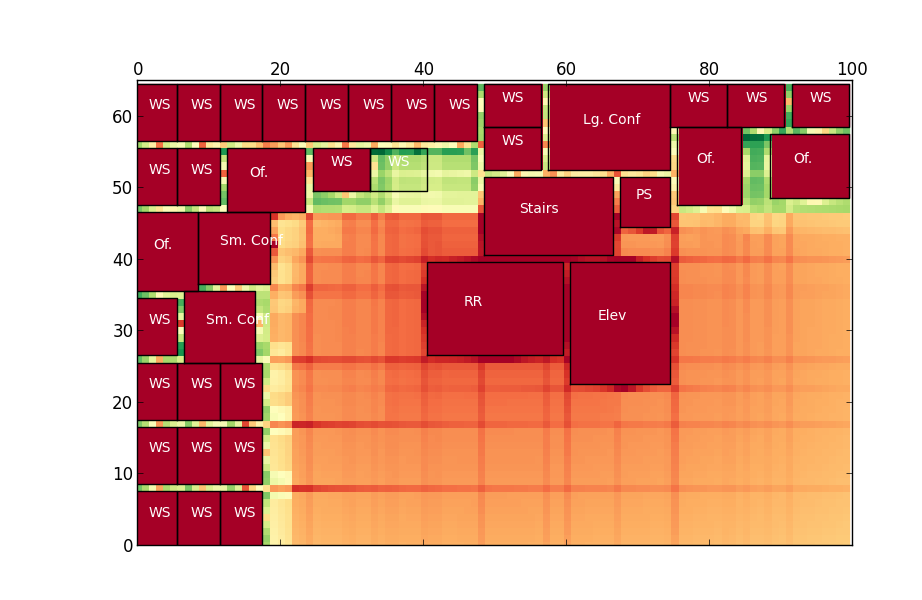 0 20 40 60 80 100
60 WS WS WS WS WS WS WS WS WS Lg. Conf WS WS WS
WS
50 WS WS Of. WS WS Of. Of.
Stairs PS
40 Of. Sm. Conf
30 WS Sm. Conf RR Elev
20 WS WS WS
10 WS WS WS
WS WS WS
0